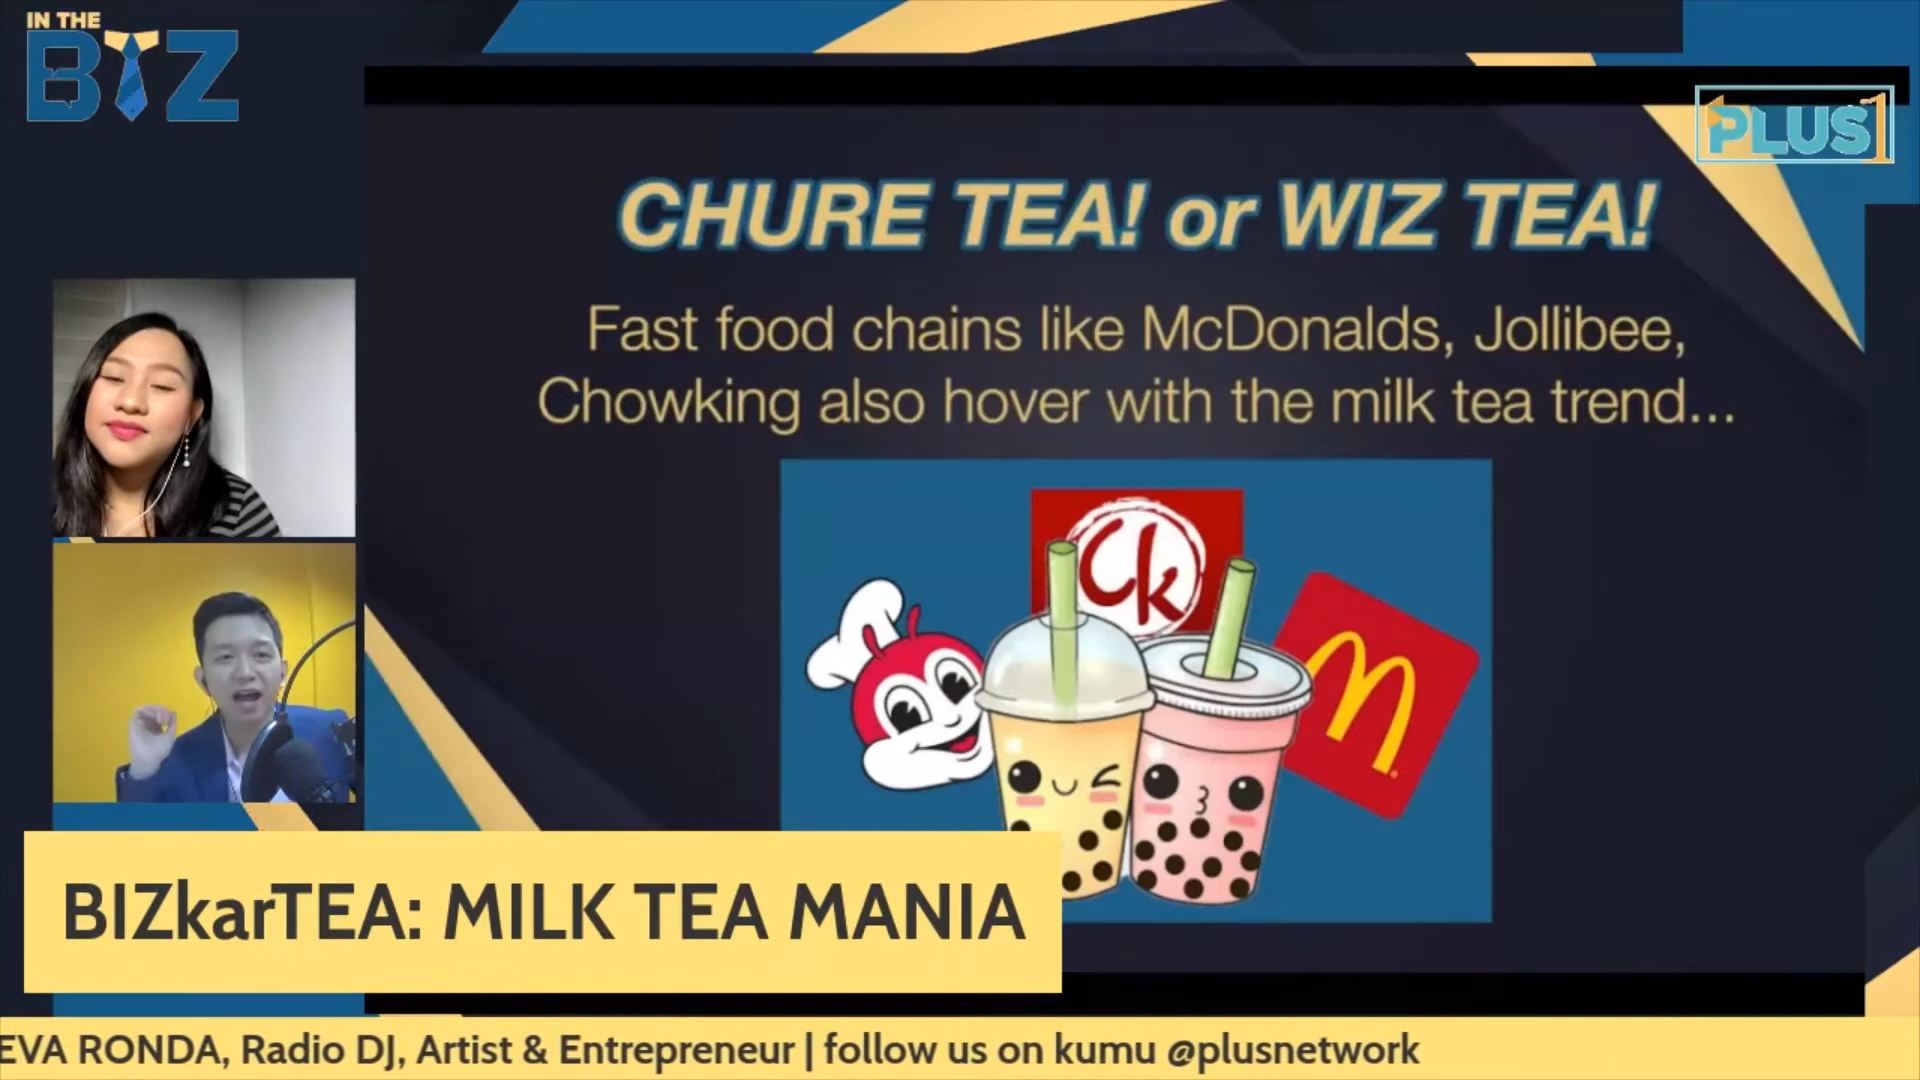 IN THE
BIZ
PLUS1
CHURE TEA! or WIZ TEA!
Fast food chains like McDonalds, Jollibee,
Chowking also hover with the milk tea trend...
Ck
BIZkarTEA: MILK TEA MANIA
EVA RONDA, Radio DJ, Artist & Entrepreneur | follow us on kumu @plusnetwork